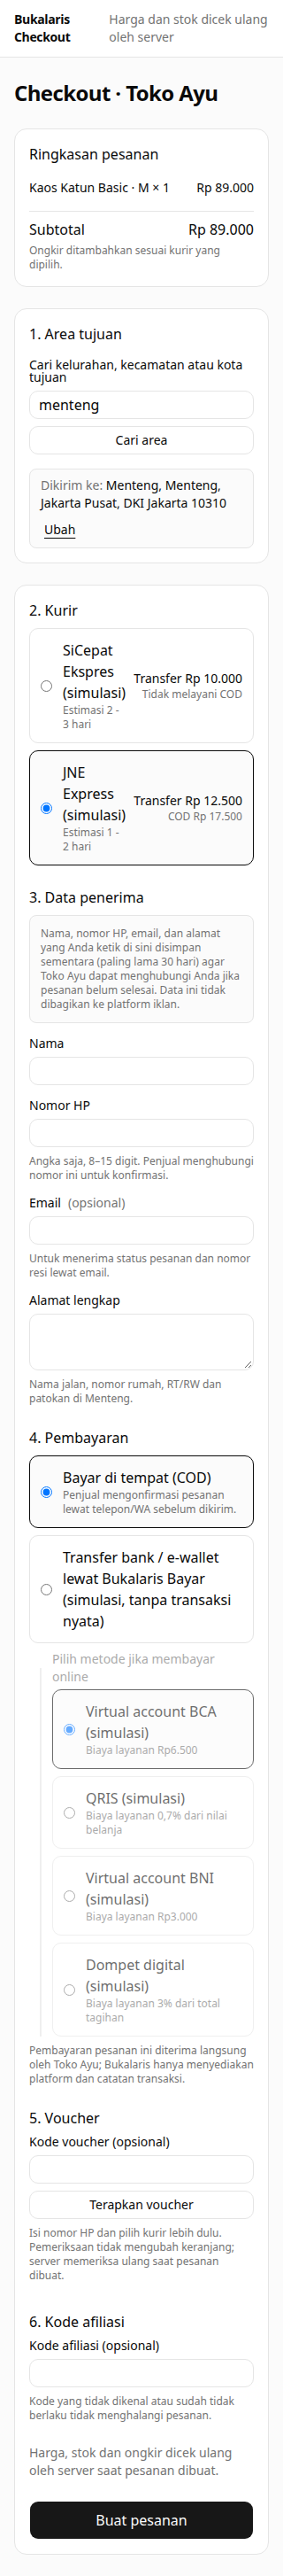 Bukalaris
Checkout
Harga dan stok dicek ulang
oleh server
Checkout · Toko Ayu
Ringkasan pesanan
Kaos Katun Basic · M × 1 Rp 89.000
Subtotal Rp 89.000
Ongkir ditambahkan sesuai kurir yang
dipilih.
1. Area tujuan
Cari kelurahan, kecamatan atau kota
tujuan
menteng
Cari area
Dikirim ke: Menteng, Menteng,
Jakarta Pusat, DKI Jakarta 10310
Ubah
2. Kurir
SiCepat
Ekspres
(simulasi)
Estimasi 2 -
3 hari
Transfer Rp 10.000
Tidak melayani COD
JNE
Express
(simulasi)
Estimasi 1 -
2 hari
Transfer Rp 12.500
COD Rp 17.500
3. Data penerima
Nama, nomor HP, email, dan alamat
yang Anda ketik di sini disimpan
sementara (paling lama 30 hari) agar
Toko Ayu dapat menghubungi Anda jika
pesanan belum selesai. Data ini tidak
dibagikan ke platform iklan.
Nama
Nomor HP
Angka saja, 8–15 digit. Penjual menghubungi
nomor ini untuk konfirmasi.
Email (opsional)
Untuk menerima status pesanan dan nomor
resi lewat email.
Alamat lengkap
Nama jalan, nomor rumah, RT/RW dan
patokan di Menteng.
4. Pembayaran
Bayar di tempat (COD)
Penjual mengonfirmasi pesanan
lewat telepon/WA sebelum dikirim.
Transfer bank / e-wallet
lewat Bukalaris Bayar
(simulasi, tanpa transaksi
nyata)
Pilih metode jika membayar
online
Virtual account BCA
(simulasi)
Biaya layanan Rp6.500
QRIS (simulasi)
Biaya layanan 0,7% dari nilai
belanja
Virtual account BNI
(simulasi)
Biaya layanan Rp3.000
Dompet digital
(simulasi)
Biaya layanan 3% dari total
tagihan
Pembayaran pesanan ini diterima langsung
oleh Toko Ayu; Bukalaris hanya menyediakan
platform dan catatan transaksi.
5. Voucher
Kode voucher (opsional)
Terapkan voucher
Isi nomor HP dan pilih kurir lebih dulu.
Pemeriksaan tidak mengubah keranjang;
server memeriksa ulang saat pesanan
dibuat.
6. Kode afiliasi
Kode afiliasi (opsional)
Kode yang tidak dikenal atau sudah tidak
berlaku tidak menghalangi pesanan.
Harga, stok dan ongkir dicek ulang
oleh server saat pesanan dibuat.
Buat pesanan